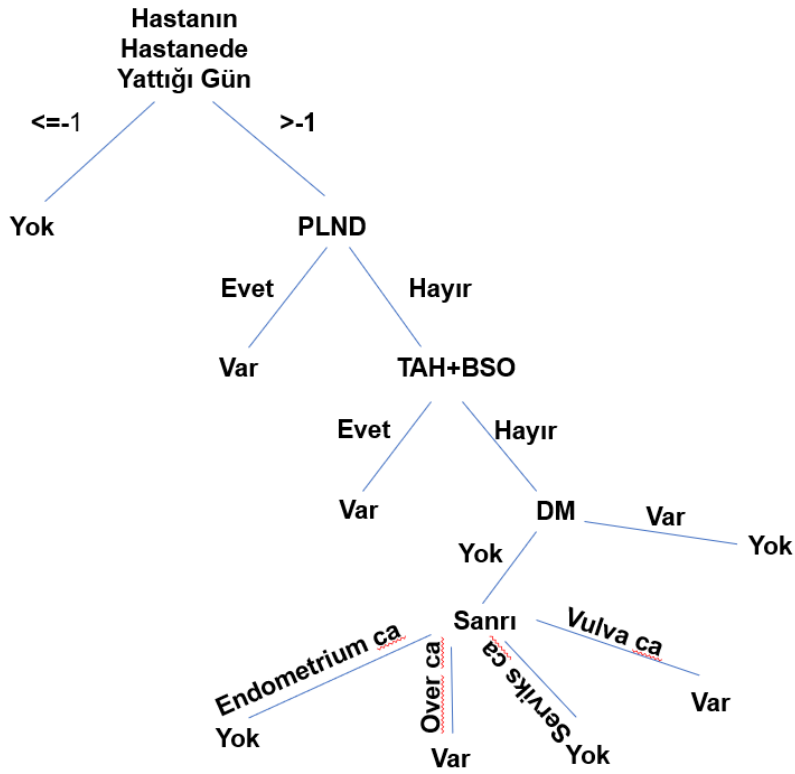 Hastanın
Hastanede
Yattığı Gün
<=-1
>-1
Yok
PLND
Evet
Hayır
Var
TAH+BSO
Evet
Hayır
Var
DM
Var
Yok
Yok
Sanrı
Endometrium ca
Over ca
Serviks ca
Vulva ca
Yok
Var
Yok
Var